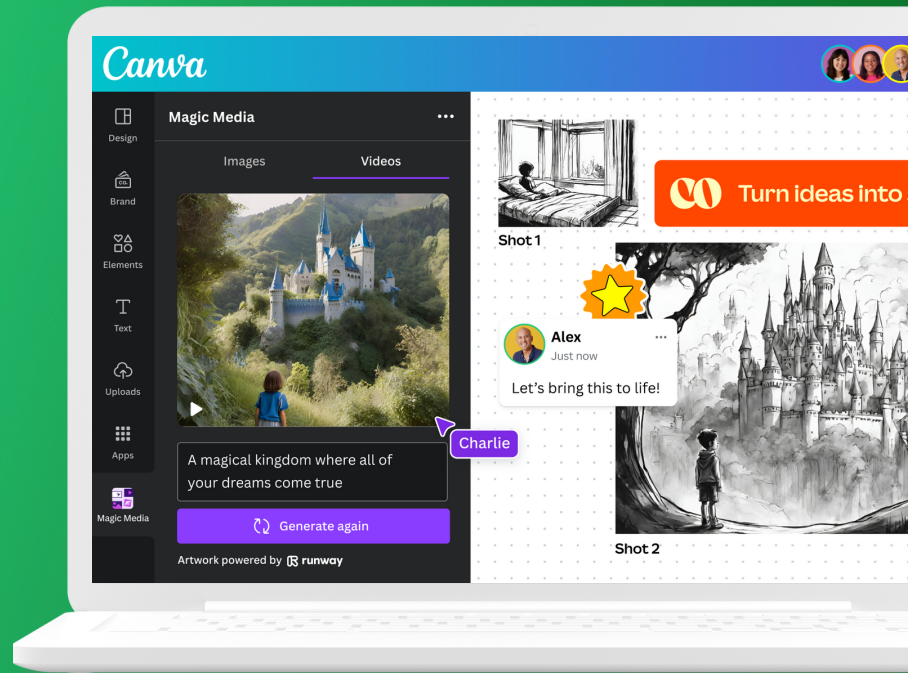 Canva
Design
Brand
CO.
Elements
T
Text
Uploads
Apps
Magic Media
Magic Media
Images
Videos
A magical kingdom where all of
your dreams come true
Generate again
Artwork powered by runway
Charlie
Shot 1
Turn ideas into
Alex
Just now
Let's bring this to life!
Shot 2